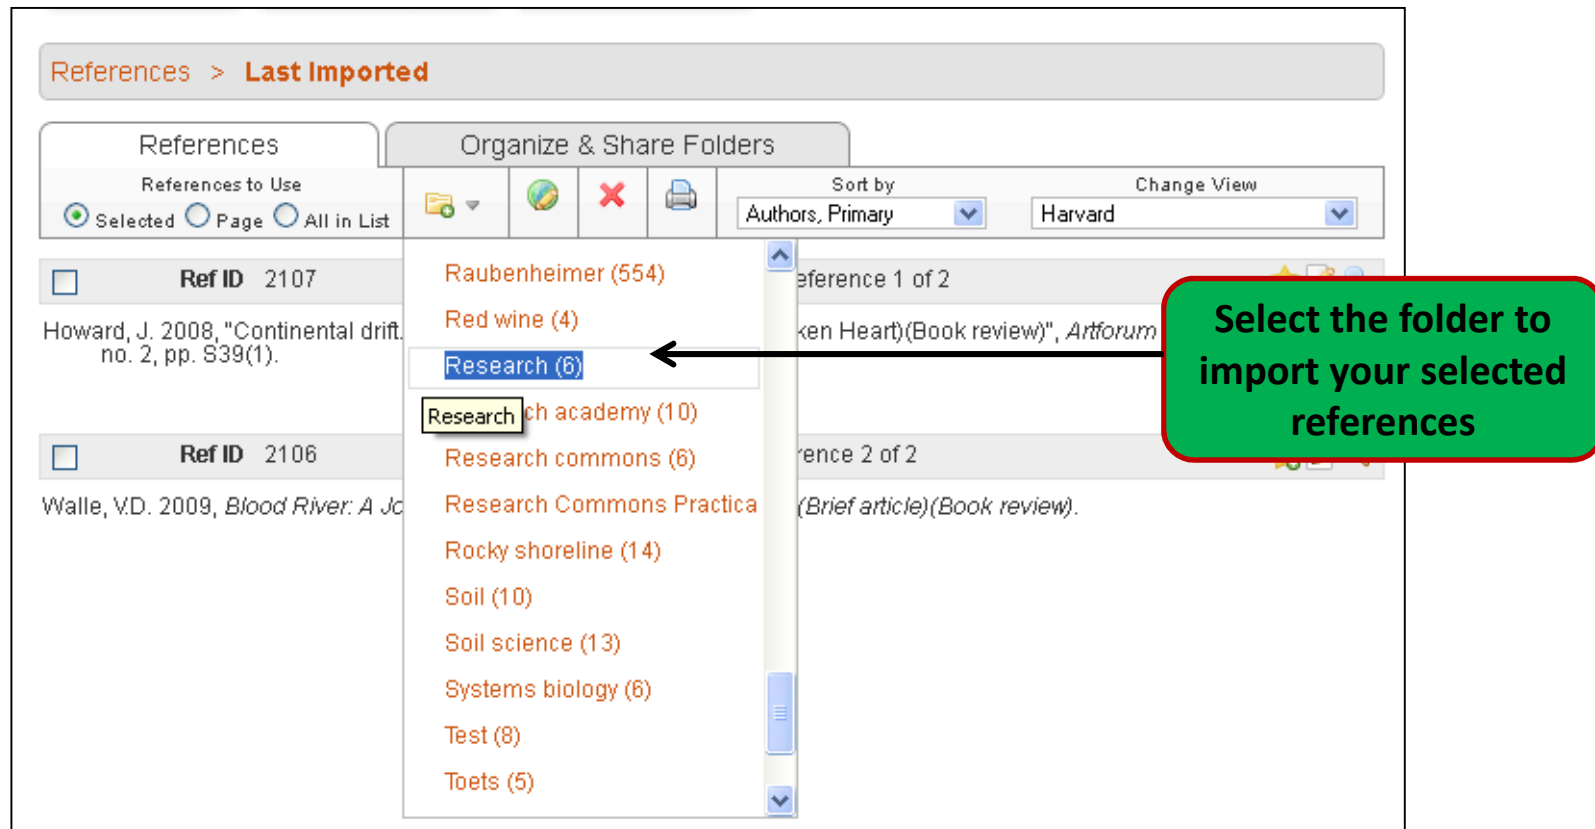 References > Last Imported
References
Organize & Share Folders
References to Use
Selected Page All in List
Sort by
Authors, Primary
Change View
Harvard
Ref ID 2107
eference 1 of 2
Howard, J. 2008, "Continental drift.
ken Heart)(Book review)", Artforum
no. 2, pp. S39(1).
Ref ID 2106
rence 2 of 2
Walle, V.D. 2009, Blood River: A Jo
(Brief article)(Book review).
Raubenheimer (554)
Red wine (4)
Research (6)
Research
ch academy (10)
Research commons (6)
Research Commons Practica
Rocky shoreline (14)
Soil (10)
Soil science (13)
Systems biology (6)
Test (8)
Toets (5)
Select the folder to
import your selected
references